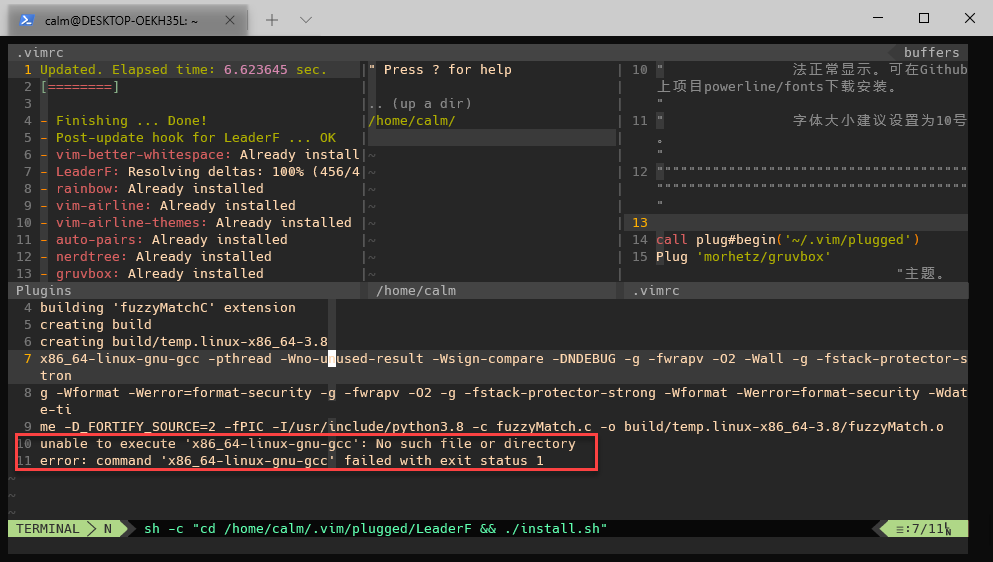 calm@DESKTOP-OEKH35L: ~
.vimrc
buffers
1 Updated. Elapsed time: 6.623645 sec.
2 [========]
3
4 - Finishing ... Done!
5 - Post-update hook for LeaderF ... OK
6 - vim-better-whitespace: Already install
7 - LeaderF: Resolving deltas: 100% (456/4
8 - rainbow: Already installed
9 - vim-airline: Already installed
10 - vim-airline-themes: Already installed
11 - auto-pairs: Already installed
12 - nerdtree: Already installed
13 - gruvbox: Already installed
" Press ? for help
.. (up a dir)
/home/calm/
~
~
~
~
~
~
~
~
10 " 法正常显示。可在Github
上项目powerline/fonts下载安装。
"
11 " 字体大小建议设置为10号
。
"
12 """""""""""""""""""""""""""""""""""""""
"""""""""""""""""""""""""""""""""""""""
"
13
14 call plug#begin('~/.vim/plugged')
15 Plug 'morhetz/gruvbox'
"主题。
Plugins
/home/calm
.vimrc
4 building 'fuzzyMatchC' extension
5 creating build
6 creating build/temp.linux-x86_64-3.8
7 x86_64-linux-gnu-gcc -pthread -Wno-unused-result -Wsign-compare -DNDEBUG -g -fwrapv -O2 -Wall -g -fstack-protector-s
tron
8 g -Wformat -Werror=format-security -g -fwrapv -O2 -g -fstack-protector-strong -Wformat -Werror=format-security -Wdat
e-ti
9 me -D_FORTIFY_SOURCE=2 -fPIC -I/usr/include/python3.8 -c fuzzyMatch.c -o build/temp.linux-x86_64-3.8/fuzzyMatch.o
10 unable to execute 'x86_64-linux-gnu-gcc': No such file or directory
11 error: command 'x86_64-linux-gnu-gcc' failed with exit status 1
~
~
~
TERMINAL N sh -c "cd /home/calm/.vim/plugged/LeaderF && ./install.sh"
≡:7/11